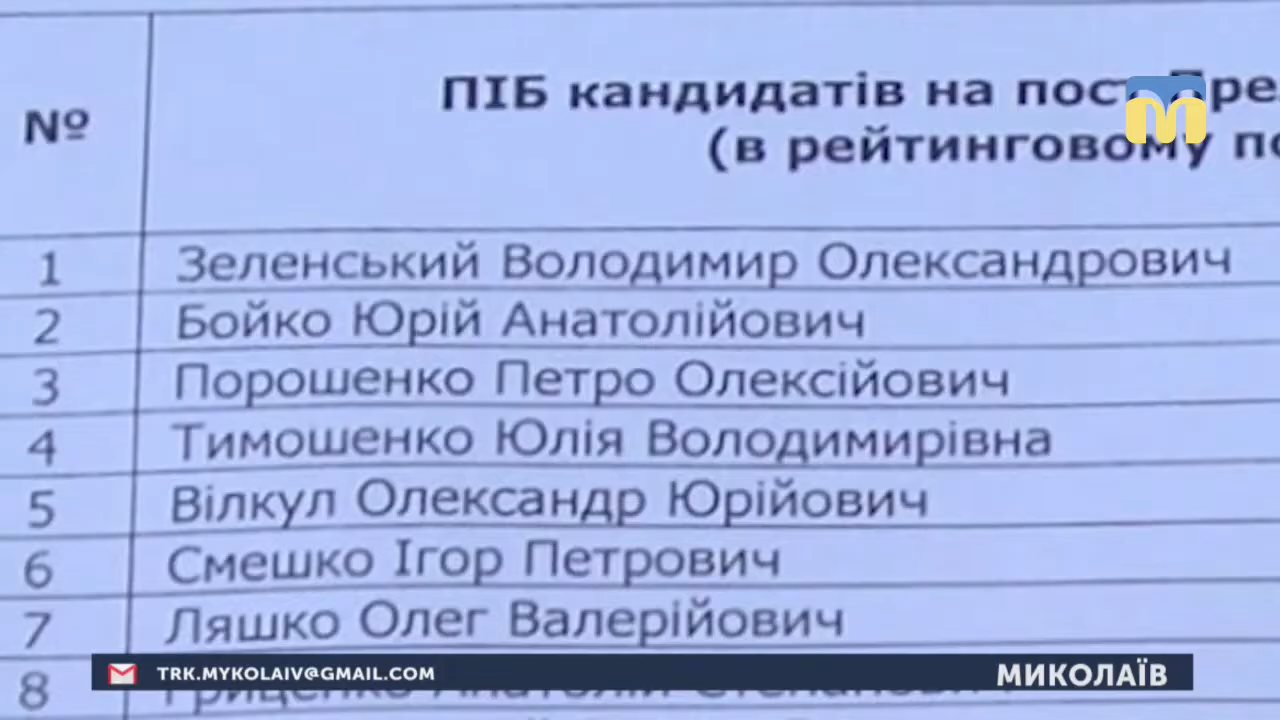 №
ПІБ кандидатів на пост
(в рейтинговому
1 Зеленський Володимир Олександрович
2 Бойко Юрій Анатолійович
3 Порошенко Петро Олексійович
4 Тимошенко Юлія Володимирівна
5 Вілкул Олександр Юрійович
6 Смешко Ігор Петрович
7 Ляшко Олег Валерійович
8
TRK.MYKOLAIV@GMAIL.COM
МИКОЛАЇВ